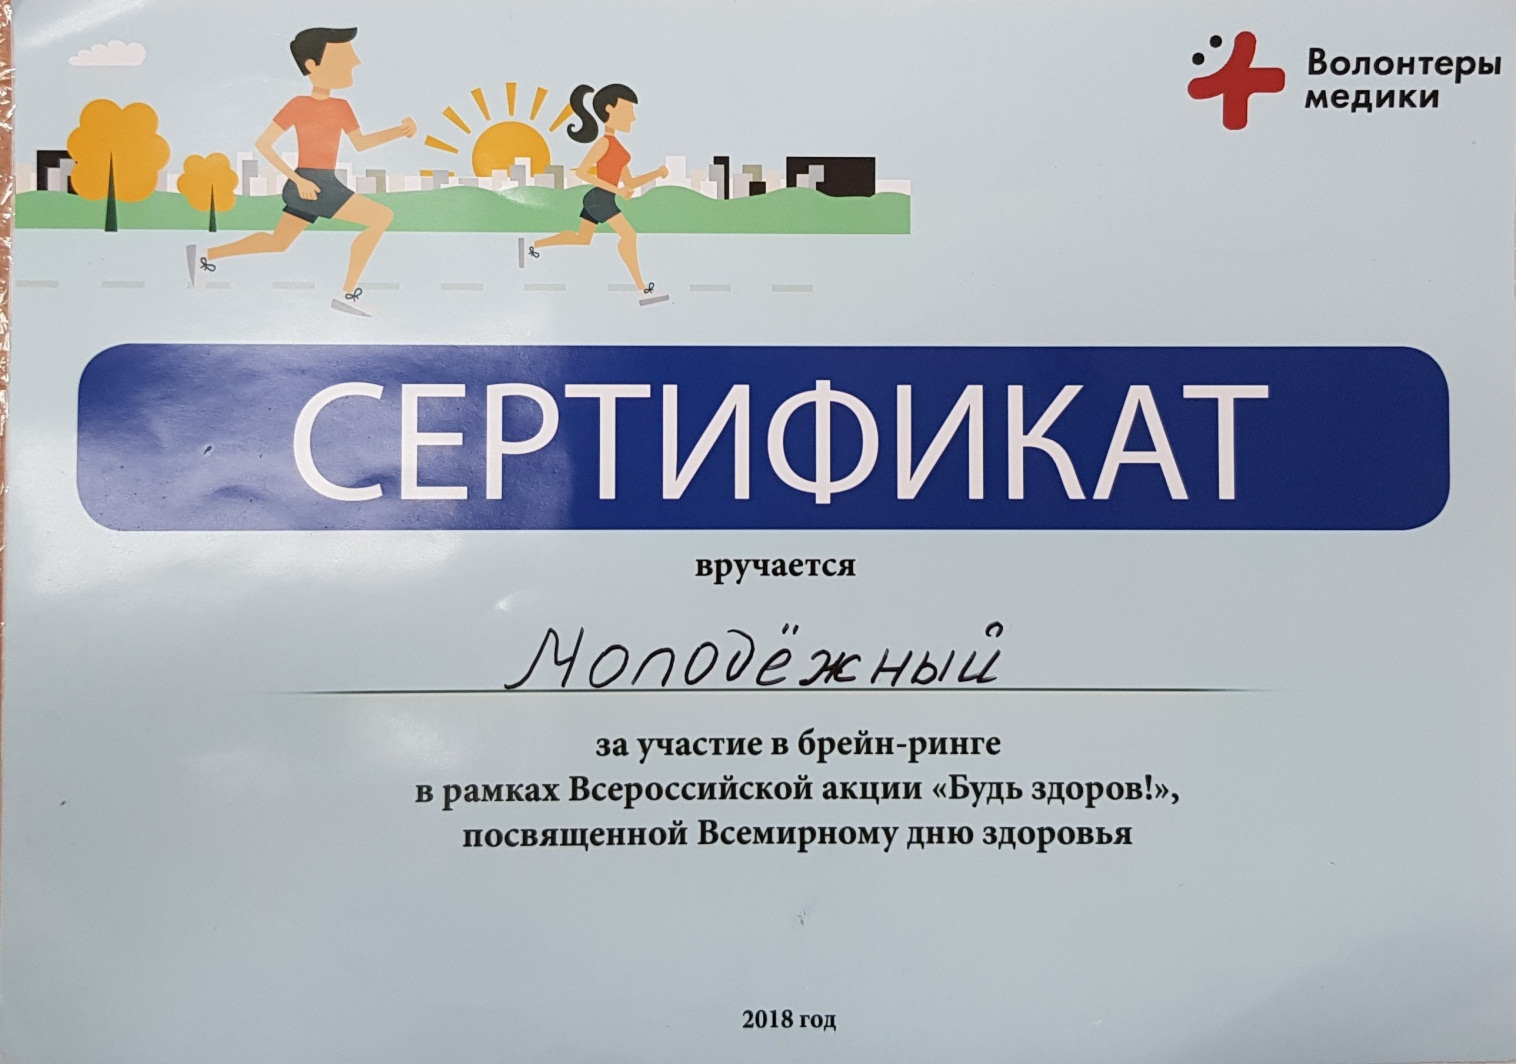 Волонтеры
медики
СЕРТИФИКАТ
вручается
Молодёжный
за участие в брейн-ринге
в рамках Всероссийской акции «Будь здоров!»,
посвященной Всемирному дню здоровья
2018 год